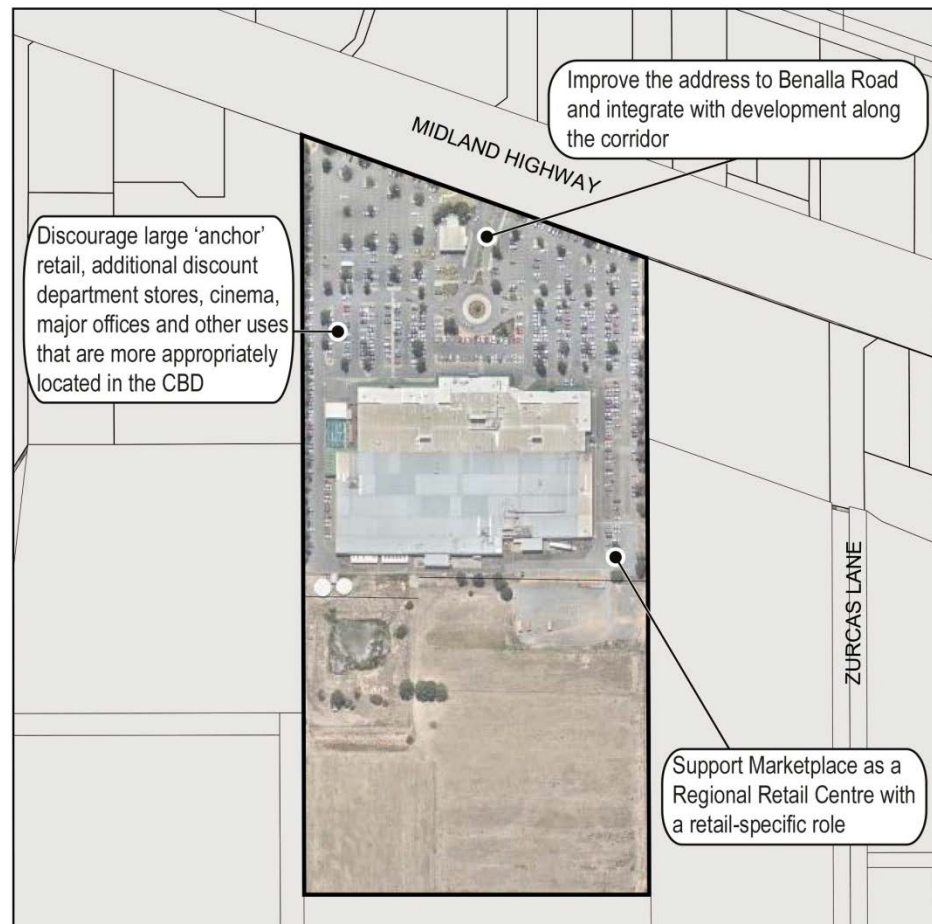 Improve the address to Benalla Road
and integrate with development along
the corridor
MIDLAND HIGHWAY
Discourage large ‘anchor’
retail, additional discount
department stores, cinema,
major offices and other uses
that are more appropriately
located in the CBD
ZURCAS LANE
Support Marketplace as a
Regional Retail Centre with
a retail-specific role